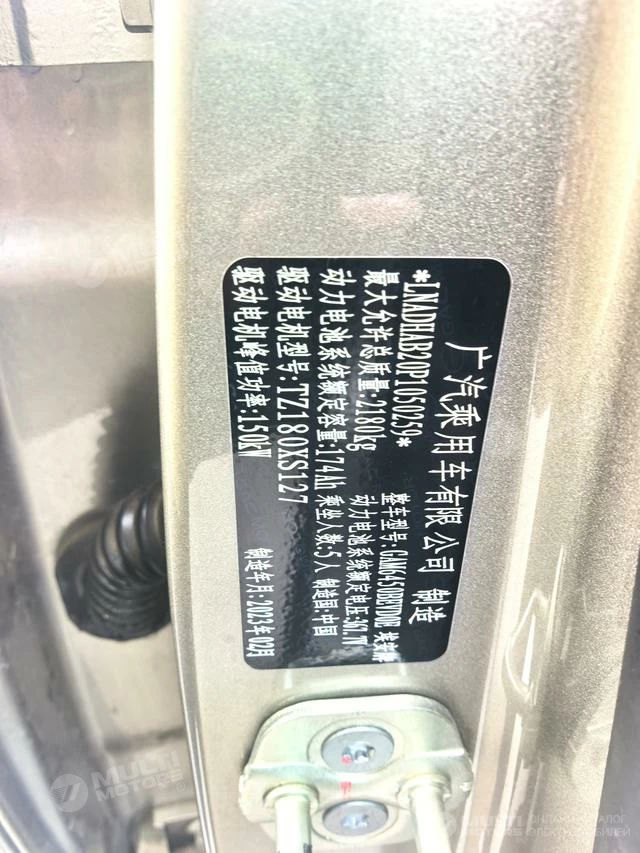 广汽乘用车有限公司 制造
*LNADHAB20P1050259*
整车型号:GAM6450BEVD0E 埃安牌
最大允许总质量:2180kg
动力电池系统额定电压:361.7V
动力电池系统额定容量:174Ah 乘坐人数:5人 制造国:中国
驱动电机型号:TZ180XS127
驱动电机峰值功率:150kW
制造年月:2023年02月
MULTI
MOTORS